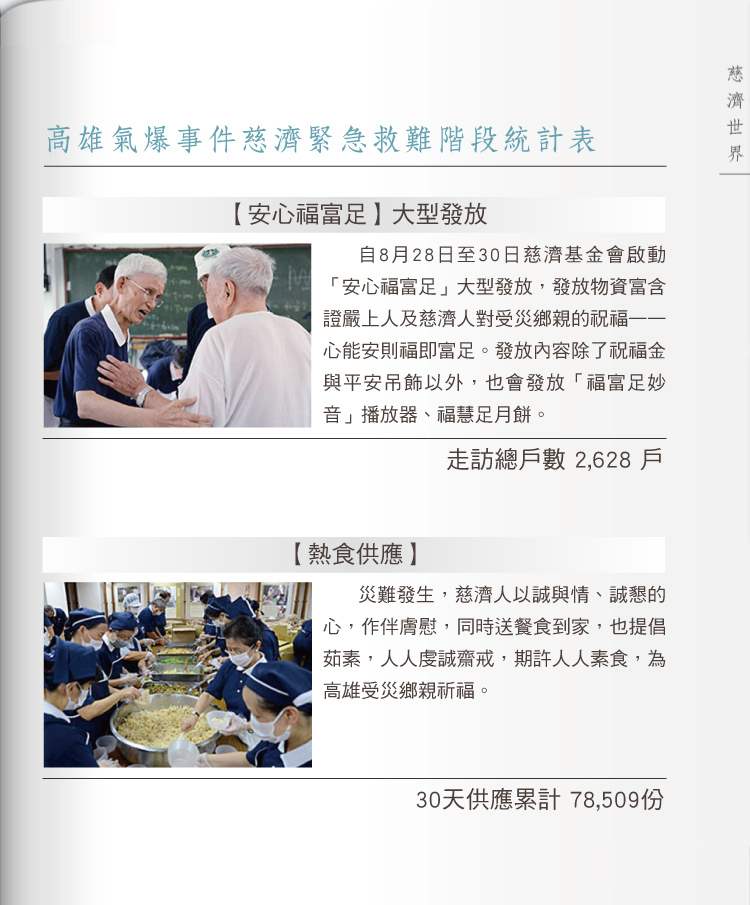 慈濟世界
高雄氣爆事件慈濟緊急救難階段統計表
【安心福富足】大型發放
自8月28日至30日慈濟基金會啟動
「安心福富足」大型發放，發放物資富含
證嚴上人及慈濟人對受災鄉親的祝福——
心能安則福即富足。發放內容除了祝福金
與平安吊飾以外，也會發放「福富足妙
音」播放器、福慧足月餅。
走訪總戶數 2,628 戶
【熱食供應】
災難發生，慈濟人以誠與情、誠懇的
心，作伴膚慰，同時送餐食到家，也提倡
茹素，人人虔誠齋戒，期許人人素食，為
高雄受災鄉親祈福。
30天供應累計 78,509份